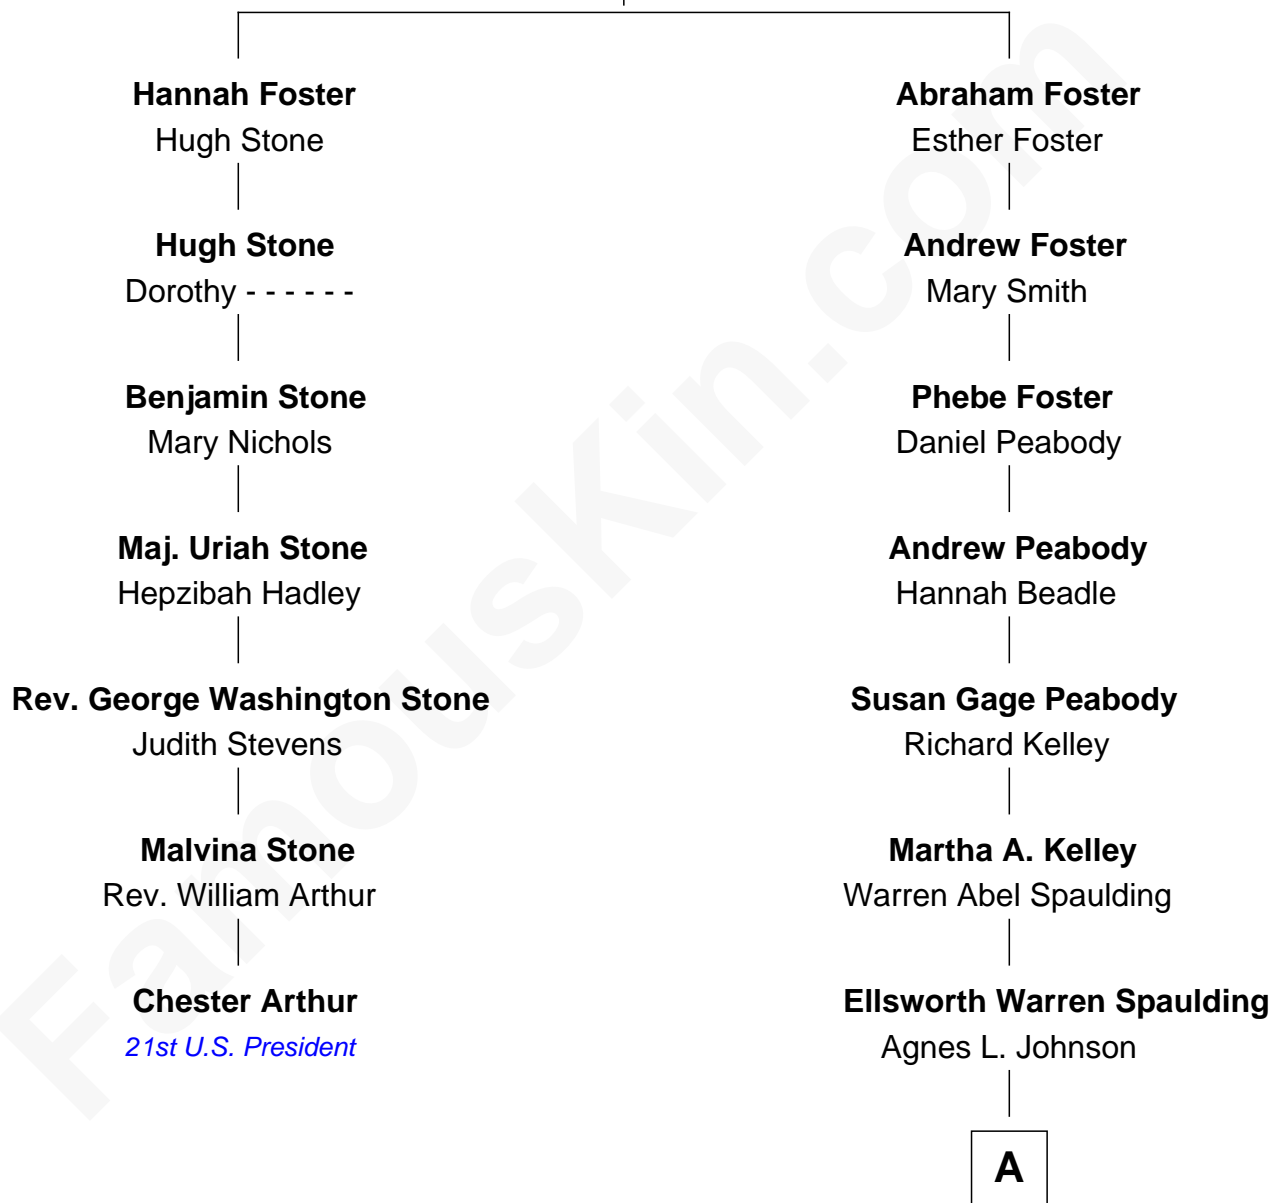 Hannah Foster
Hugh Stone
Hugh Stone
Dorothy - - - - - -
Benjamin Stone
Mary Nichols
Maj. Uriah Stone
Hepzibah Hadley
Rev. George Washington Stone
Judith Stevens
Malvina Stone
Rev. William Arthur
Chester Arthur
21st U.S. President
Abraham Foster
Esther Foster
Andrew Foster
Mary Smith
Phebe Foster
Daniel Peabody
Andrew Peabody
Hannah Beadle
Susan Gage Peabody
Richard Kelley
Martha A. Kelley
Warren Abel Spaulding
Ellsworth Warren Spaulding
Agnes L. Johnson
A
FamousKin.com